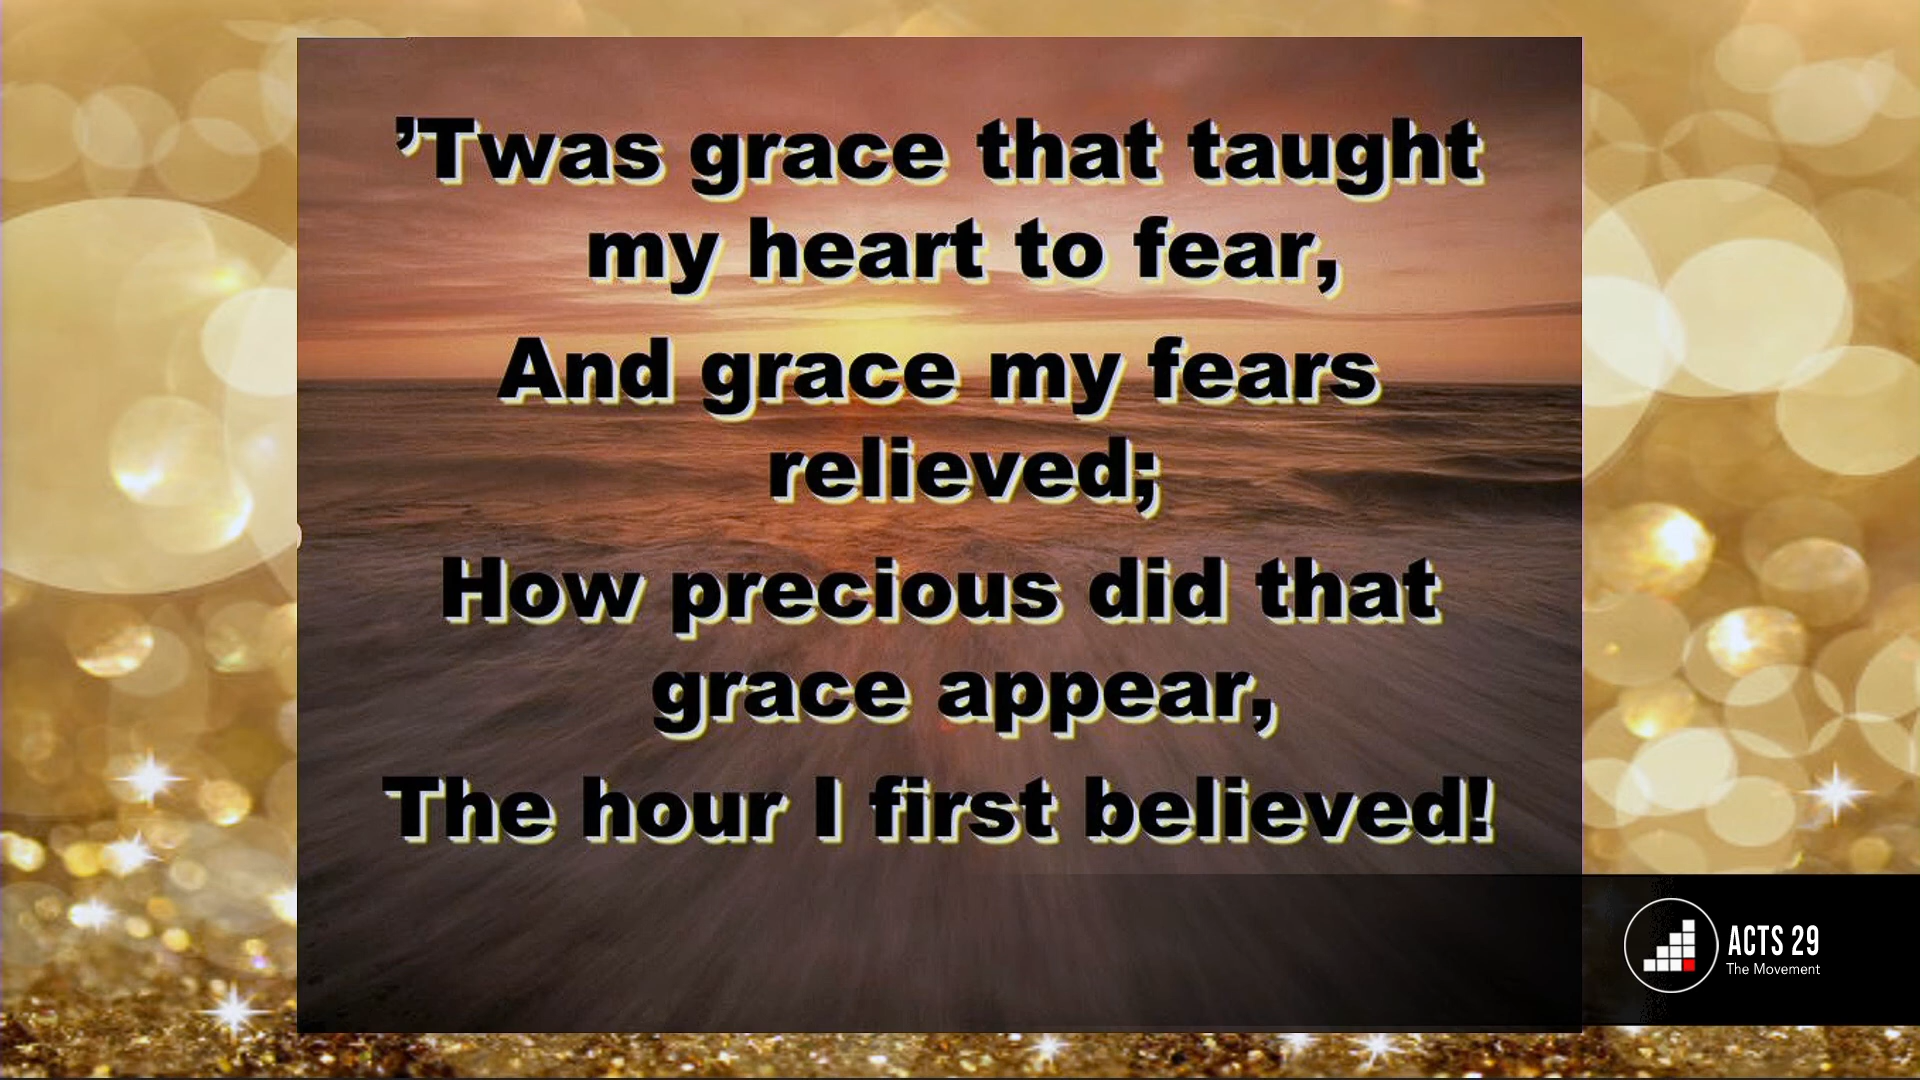 ’Twas grace that taught
my heart to fear,
And grace my fears
relieved;
How precious did that
grace appear,
The hour I first believed!
ACTS 29
The Movement